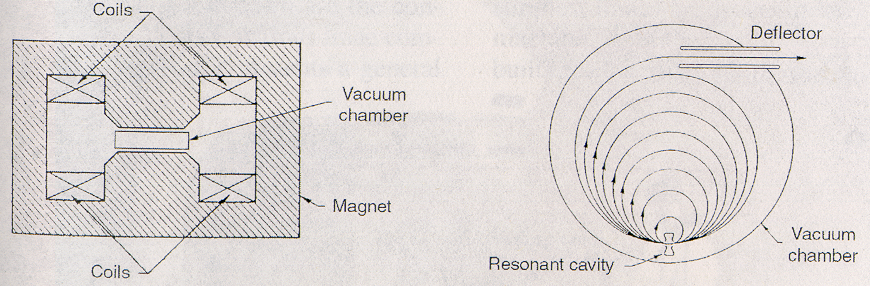 Coils
Vacuum
chamber
Magnet
Coils
Deflector
Vacuum
chamber
Resonant cavity